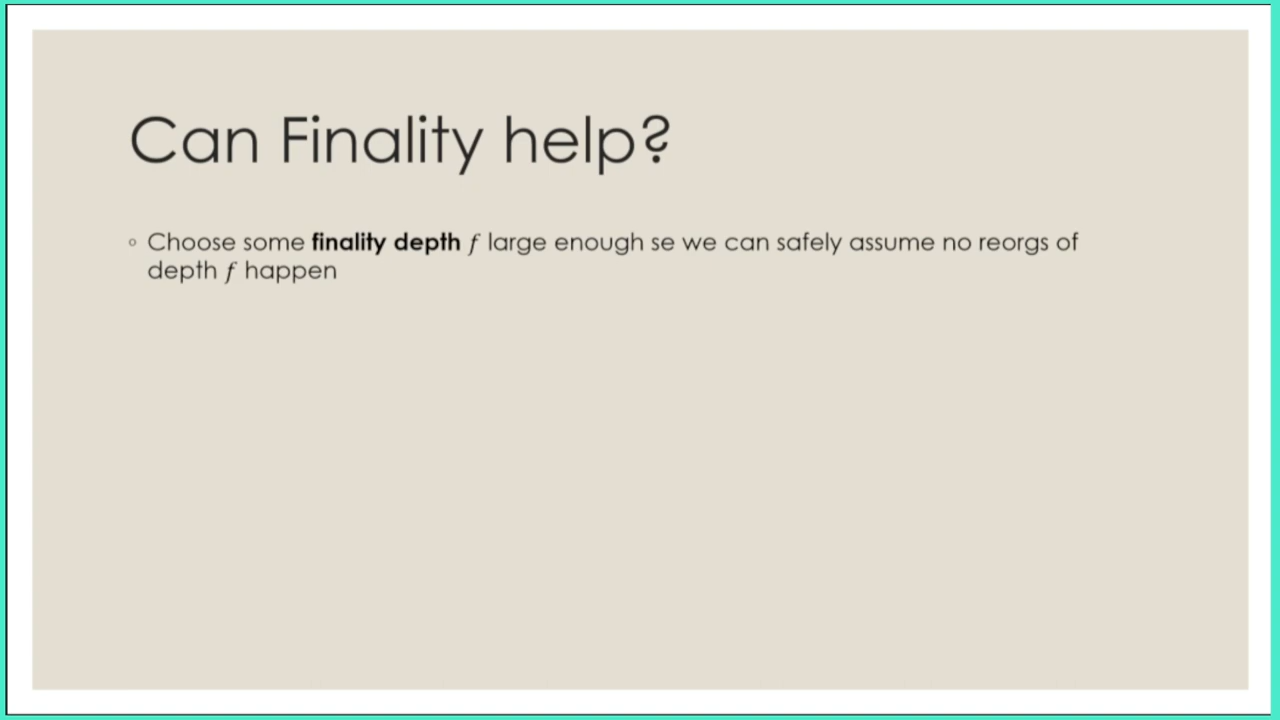 Can Finality help?
◦ Choose some finality depth f large enough se we can safely assume no reorgs of
depth f happen